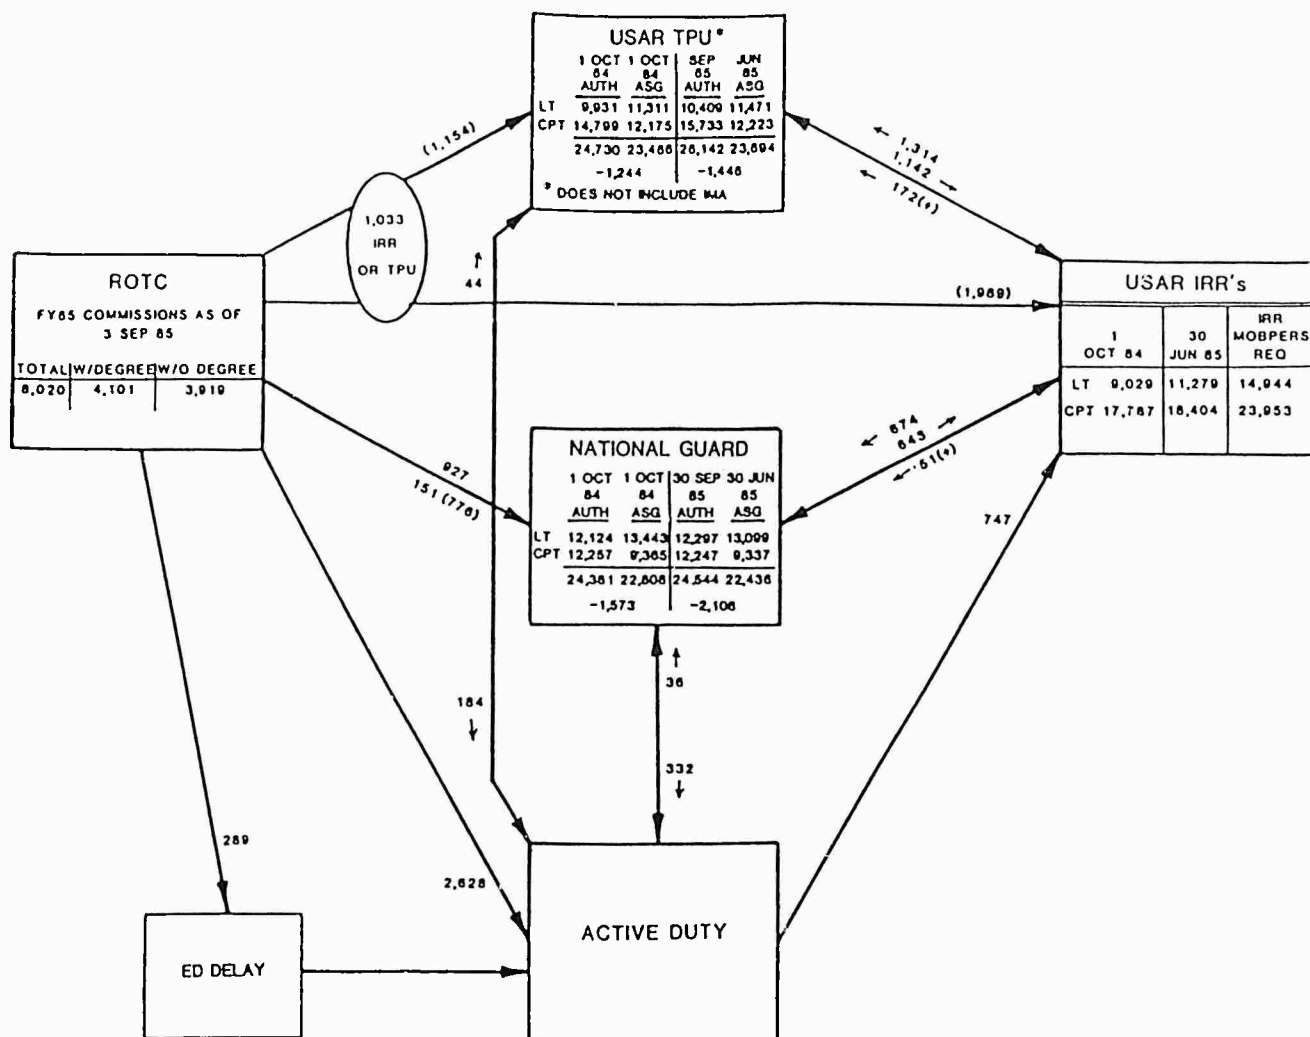 USAR TPU*
1 OCT 1 OCT SEP JUN
84 84 85 85
AUTH ASG AUTH ASG
LT 9,931 11,311 10,409 11,471
CPT 14,799 12,175 15,733 12,223
24,730 23,486 26,142 23,694
-1,244 -1,448
* DOES NOT INCLUDE IMA
(1,154)
← 1,314
1,142 →
← 172(+)
1,033
IRR
OR TPU
ROTC
FY85 COMMISSIONS AS OF
3 SEP 85
TOTAL W/DEGREE W/O DEGREE
8,020 4,101 3,919
↑
44
(1,989)
USAR IRR's
1 30 IRR
OCT 84 JUN 85 MOBPERS
REQ
LT 9,029 11,279 14,944
CPT 17,787 18,404 23,953
NATIONAL GUARD
1 OCT 1 OCT 30 SEP 30 JUN
84 84 85 85
AUTH ASG AUTH ASG
LT 12,124 13,443 12,297 13,099
CPT 12,257 9,365 12,247 9,337
24,381 22,808 24,544 22,436
-1,573 -2,108
927
151 (776)
← 674
643 →
←
747
184
↓
↑
36
332
↓
289
2,628
ED DELAY
ACTIVE DUTY